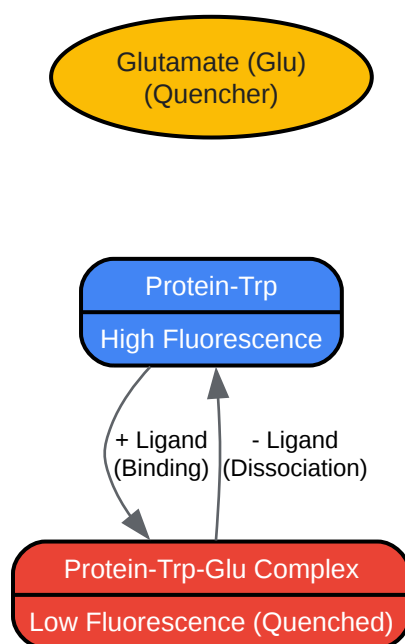 Glutamate (Glu)
(Quencher)
Protein-Trp
High Fluorescence
+ Ligand
(Binding)
- Ligand
(Dissociation)
Protein-Trp-Glu Complex
Low Fluorescence (Quenched)